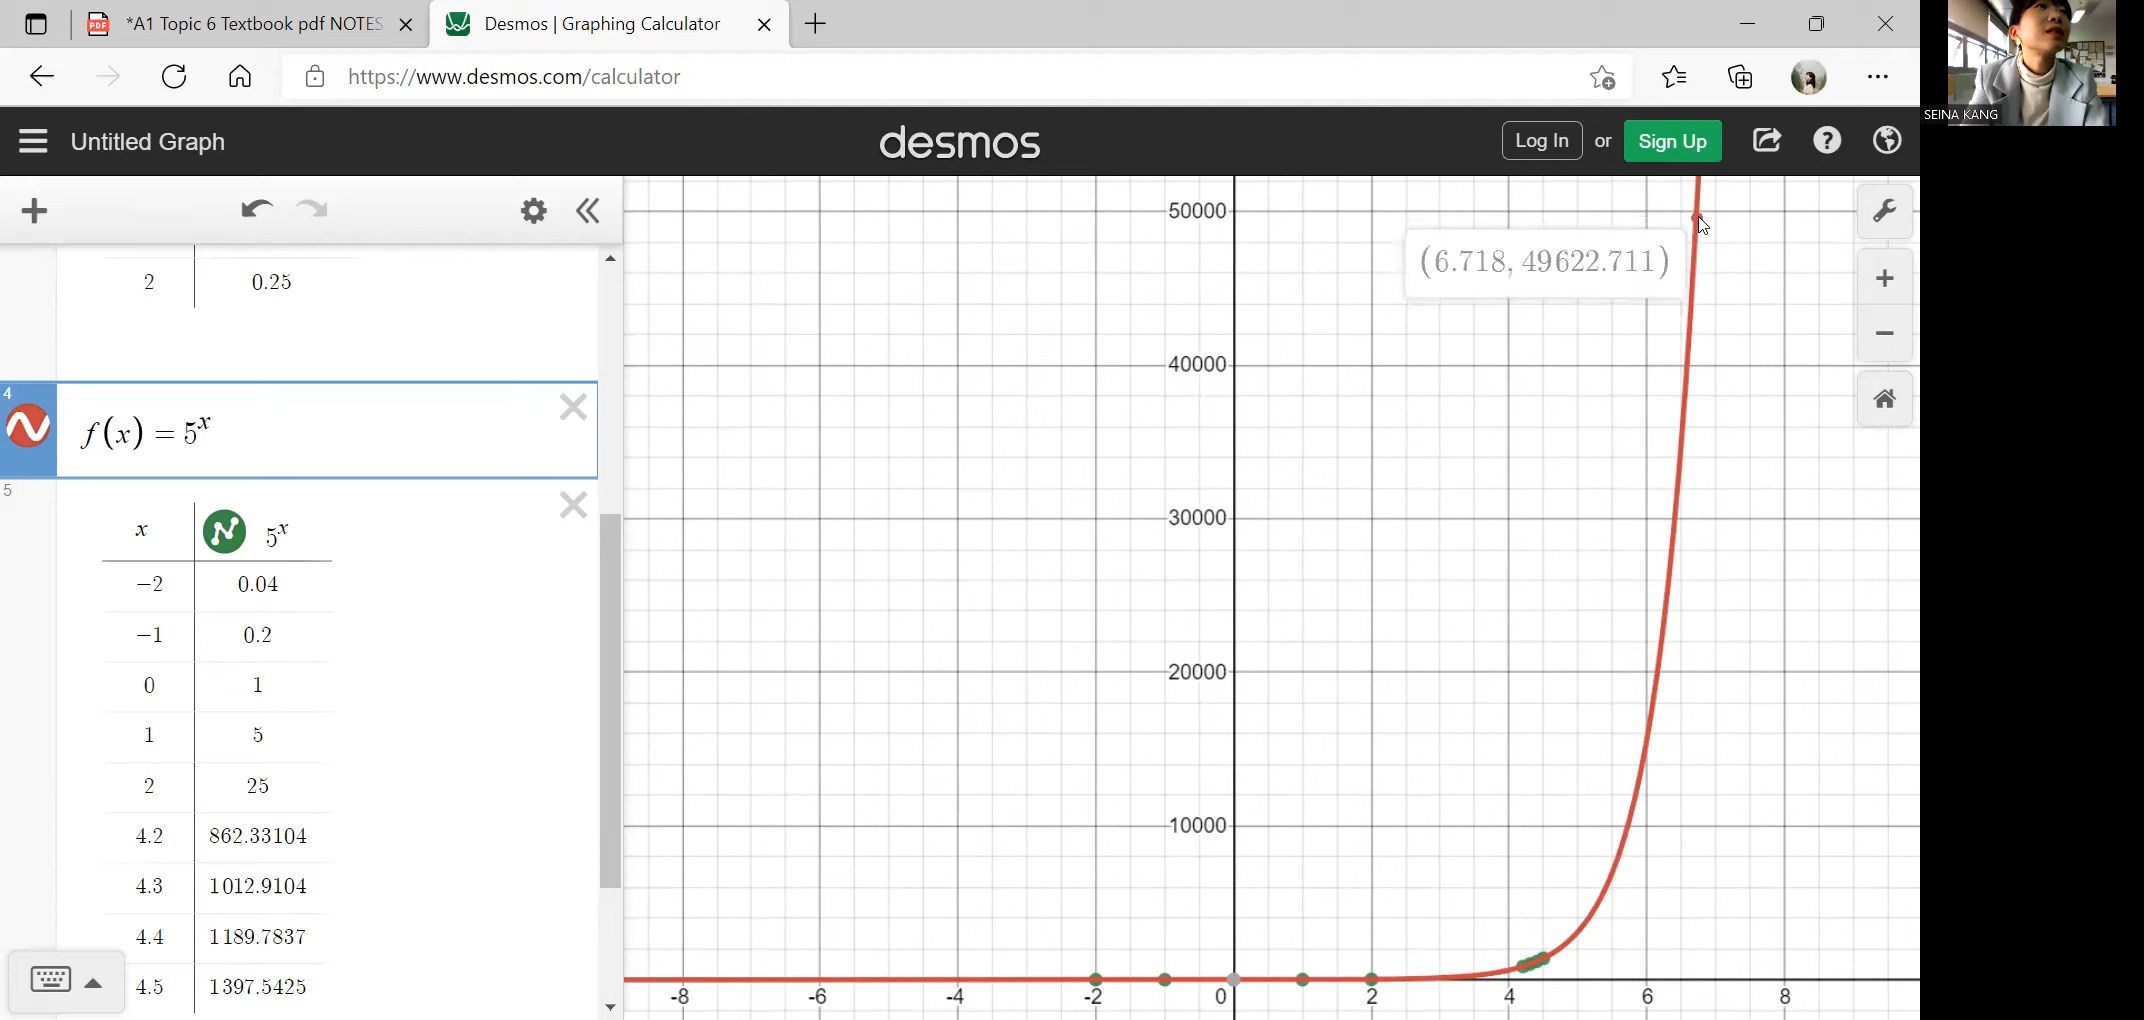 *A1 Topic 6 Textbook pdf NOTES
Desmos | Graphing Calculator
https://www.desmos.com/calculator
SEINA KANG
Untitled Graph
desmos
Log In or Sign Up
2 0.25
4
f(x) = 5^x
5
x 5^x
−2 0.04
−1 0.2
0 1
1 5
2 25
4.2 862.33104
4.3 1012.9104
4.4 1189.7837
4.5 1397.5425
50000
(6.718, 49622.711)
40000
30000
20000
10000
-8 -6 -4 -2 0 2 4 6 8